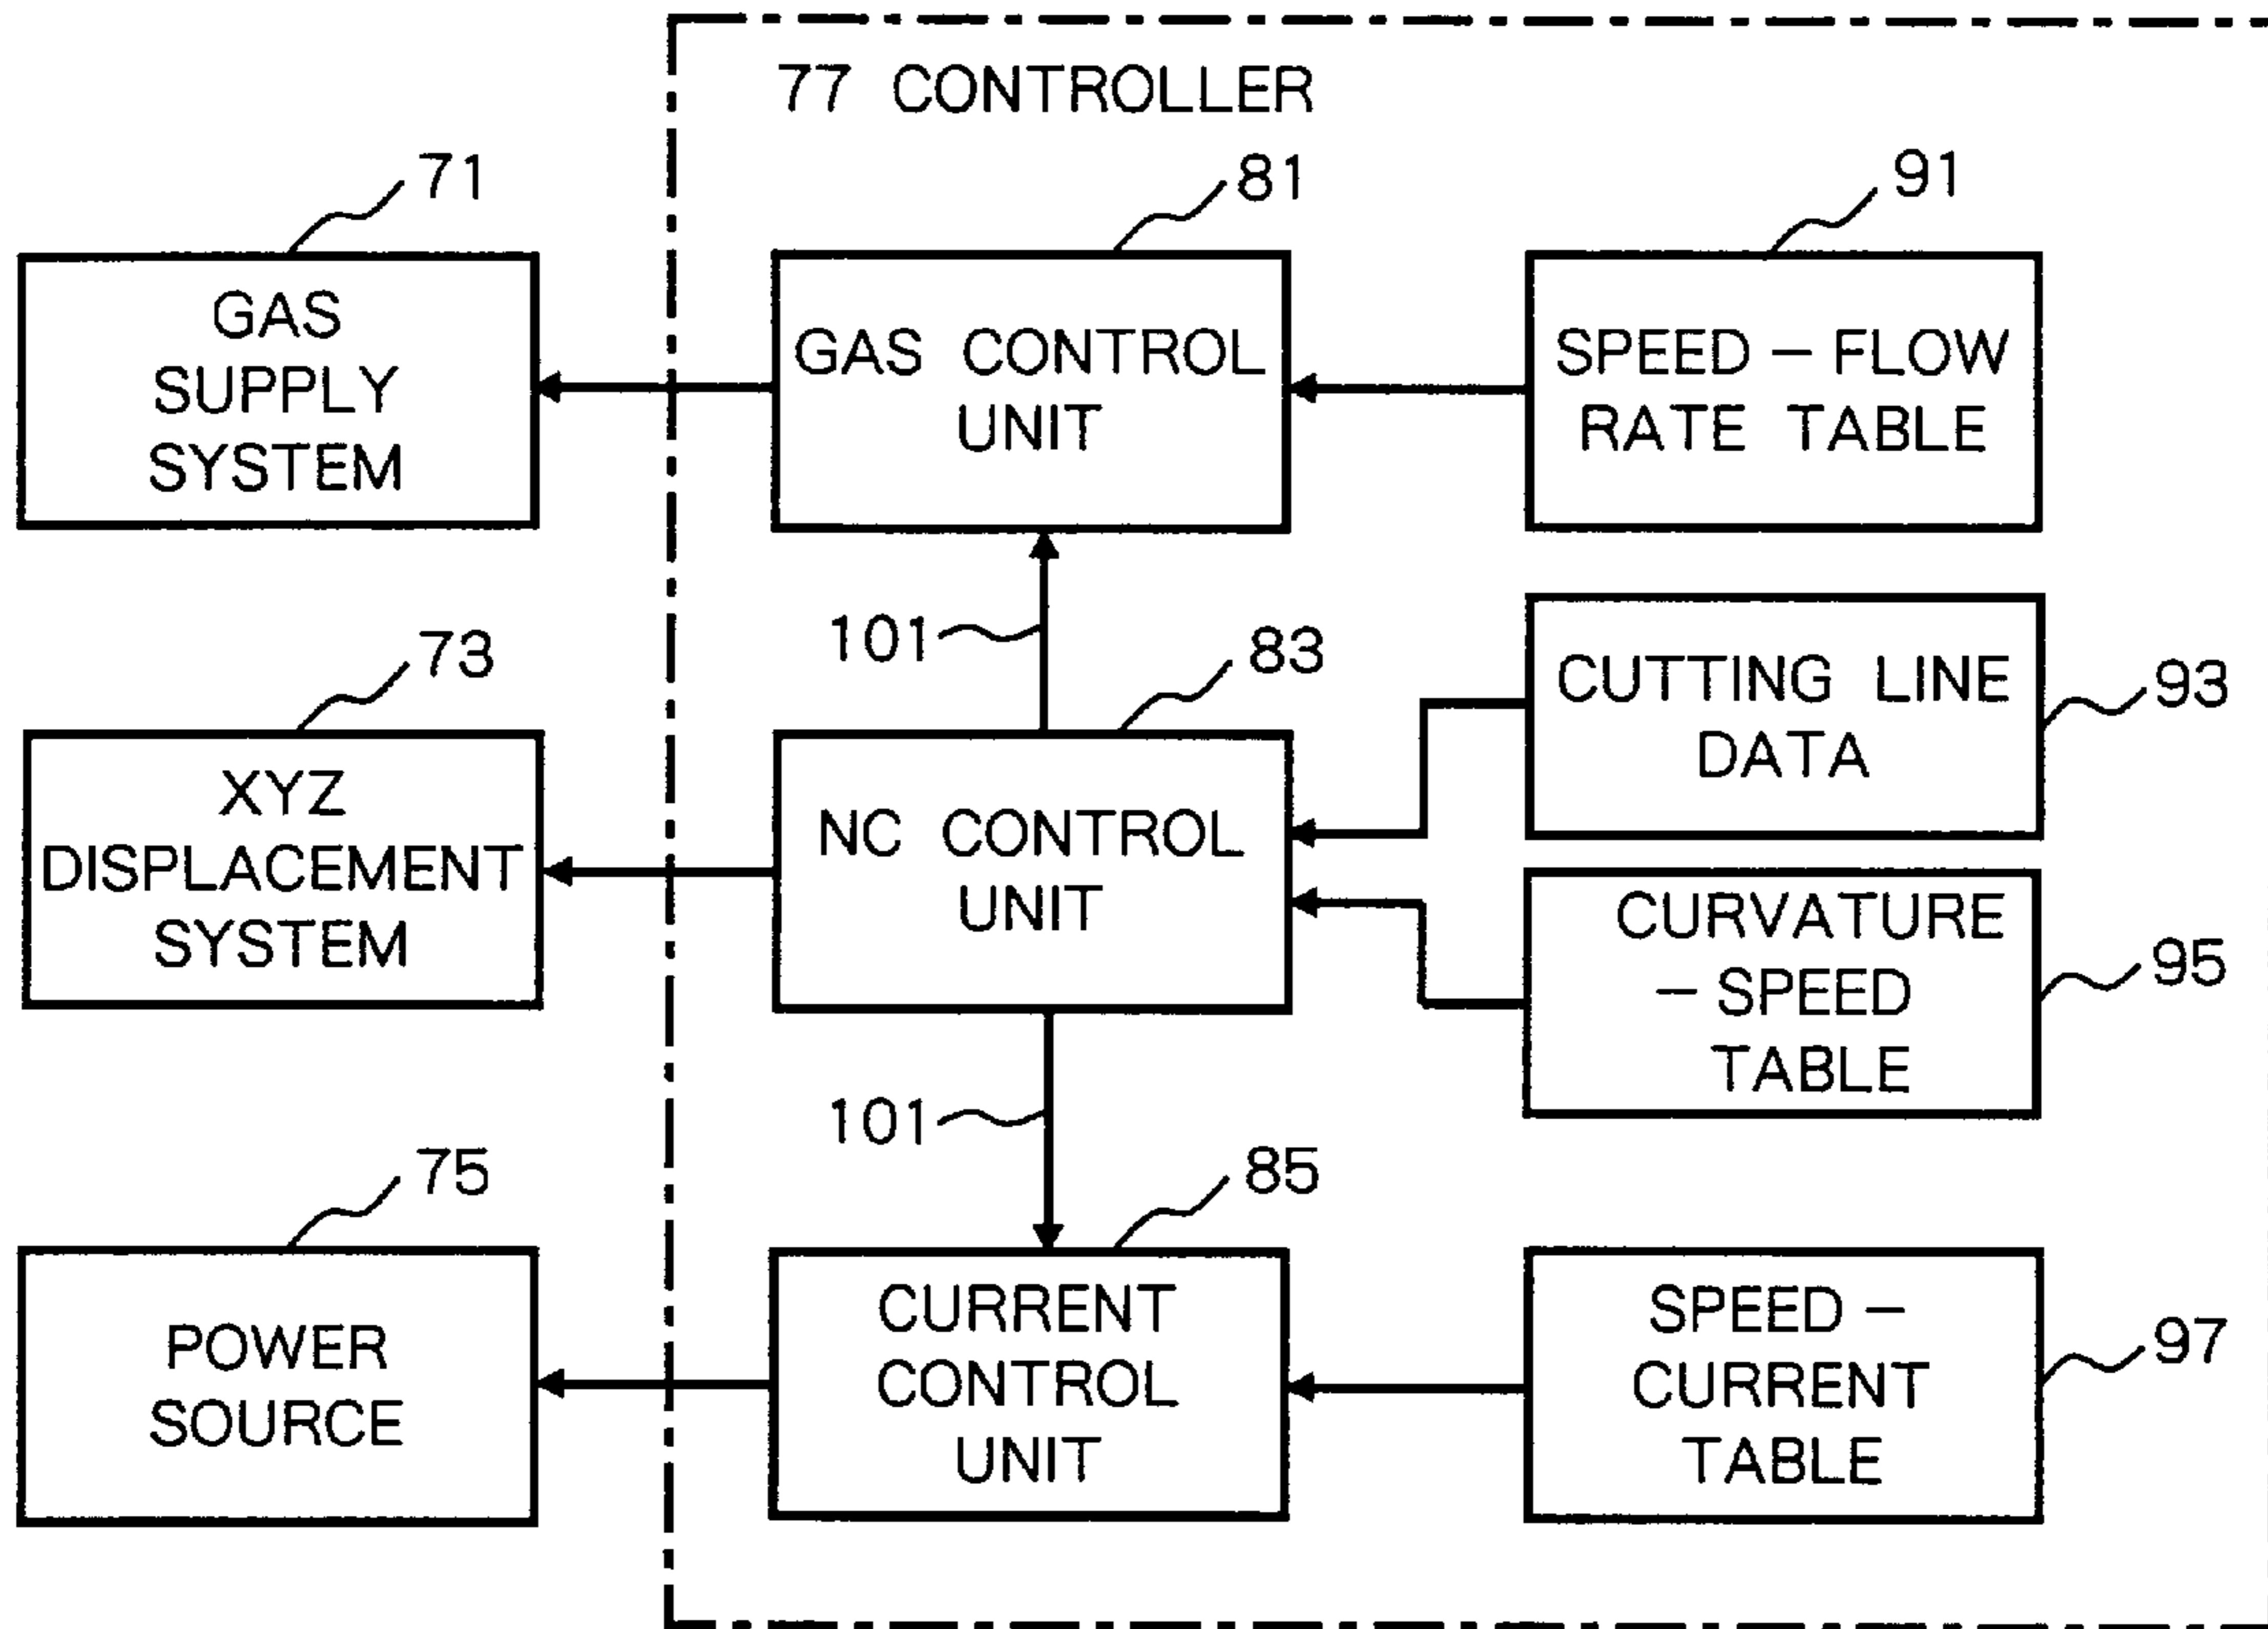 77 CONTROLLER
71
81
91
GAS
SUPPLY
SYSTEM
GAS CONTROL
UNIT
SPEED – FLOW
RATE TABLE
101
73
83
93
XYZ
DISPLACEMENT
SYSTEM
NC CONTROL
UNIT
CUTTING LINE
DATA
CURVATURE
– SPEED
TABLE
95
101
75
85
97
POWER
SOURCE
CURRENT
CONTROL
UNIT
SPEED –
CURRENT
TABLE